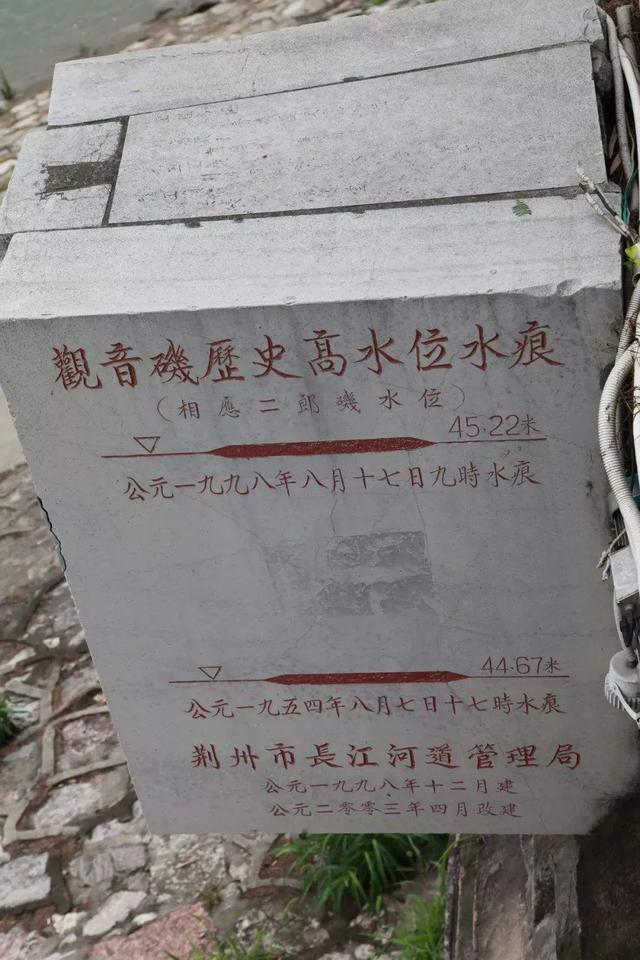 觀音磯歷史高水位水痕
(相應二郎磯水位)
45.22米
公元一九九八年八月十七日九時水痕
44.67米
公元一九五四年八月七日十七時水痕
荆州市長江河道管理局
公元一九九八年十二月建
公元二零零三年四月改建